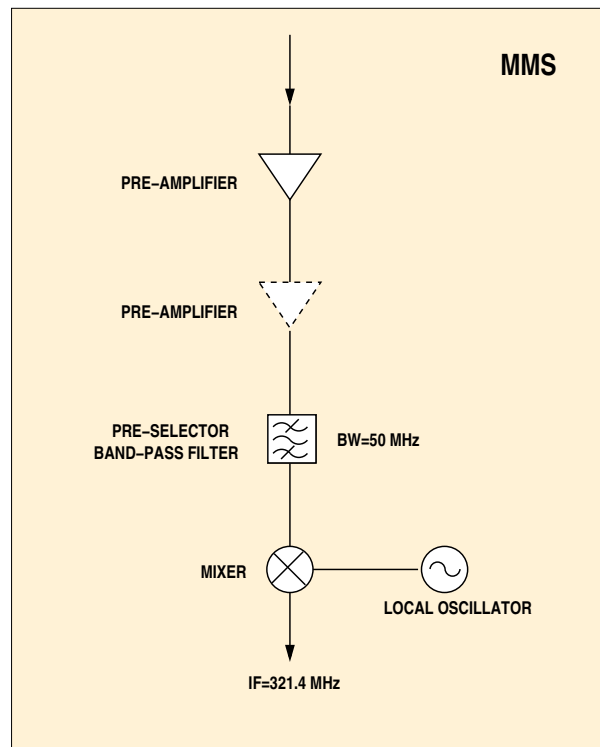 MMS
PRE−AMPLIFIER
PRE−AMPLIFIER
PRE−SELECTOR
BAND−PASS FILTER
BW=50 MHz
MIXER
LOCAL OSCILLATOR
IF=321.4 MHz